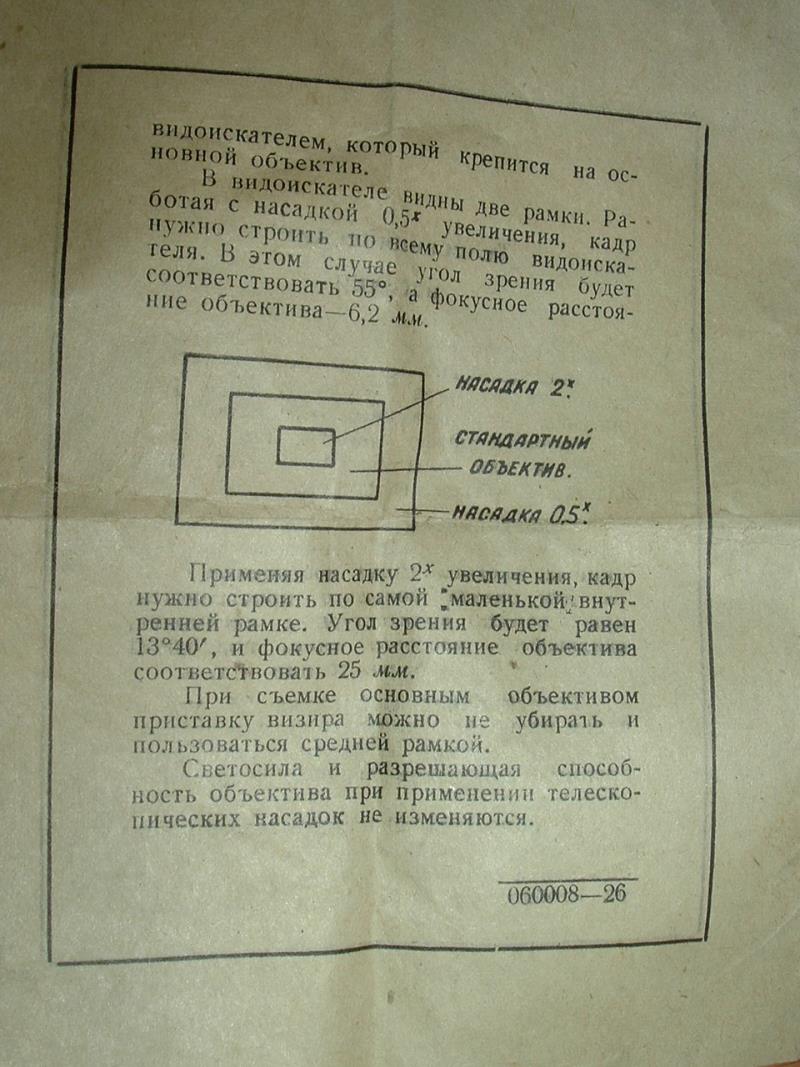 видоискателем, который крепится на ос-
новной объектив.
В видоискателе видны две рамки. Ра-
ботая с насадкой 0,5х увеличения, кадр
нужно строить по всему полю видоиска-
теля. В этом случае угол зрения будет
соответствовать 55°, а фокусное расстоя-
ние объектива—6,2 мм.
НАСАДКА 2х.
СТАНДАРТНЫЙ
ОБЪЕКТИВ.
НАСАДКА 0,5х.
Применяя насадку 2х увеличения, кадр
нужно строить по самой маленькой внут-
ренней рамке. Угол зрения будет равен
13°40′, и фокусное расстояние объектива
соответствовать 25 мм.
При съемке основным объективом
приставку визира можно не убирать и
пользоваться средней рамкой.
Светосила и разрешающая способ-
ность объектива при применении телеско-
пических насадок не изменяются.
060008—26